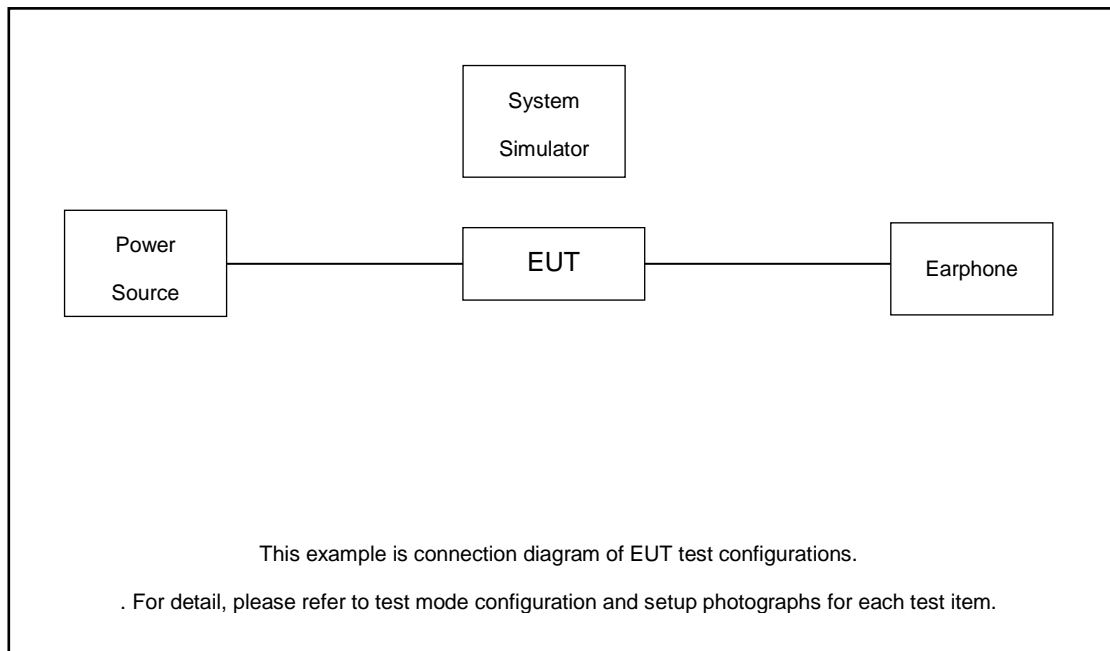 System
Simulator
Power
Source
EUT
Earphone
This example is connection diagram of EUT test configurations.
. For detail, please refer to test mode configuration and setup photographs for each test item.